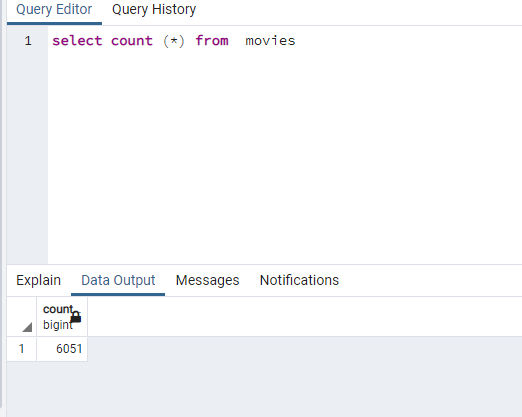 Query Editor Query History
1 select count (*) from  movies
Explain Data Output Messages Notifications
count
bigint
1 6051